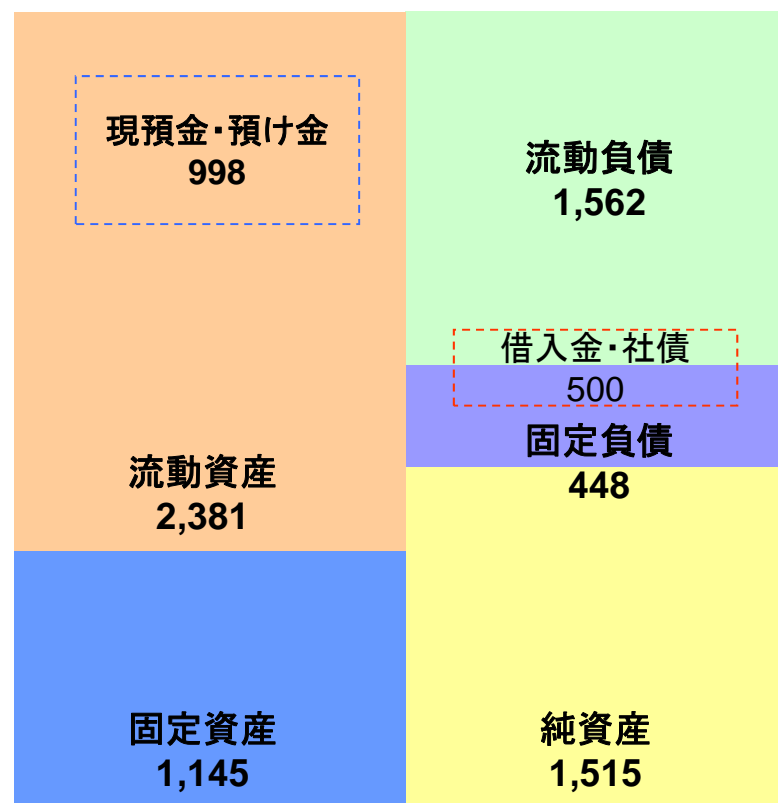 現預金・預け金
998
流動資産
2,381
固定資産
1,145
流動負債
1,562
借入金・社債
500
固定負債
448
純資産
1,515